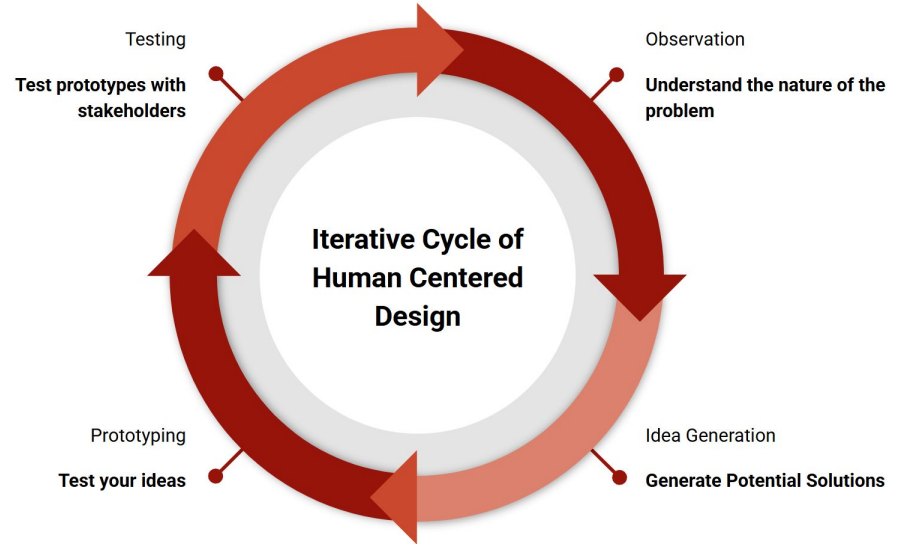 Testing
Test prototypes with
stakeholders
Observation
Understand the nature of the
problem
Iterative Cycle of
Human Centered
Design
Prototyping
Test your ideas
Idea Generation
Generate Potential Solutions